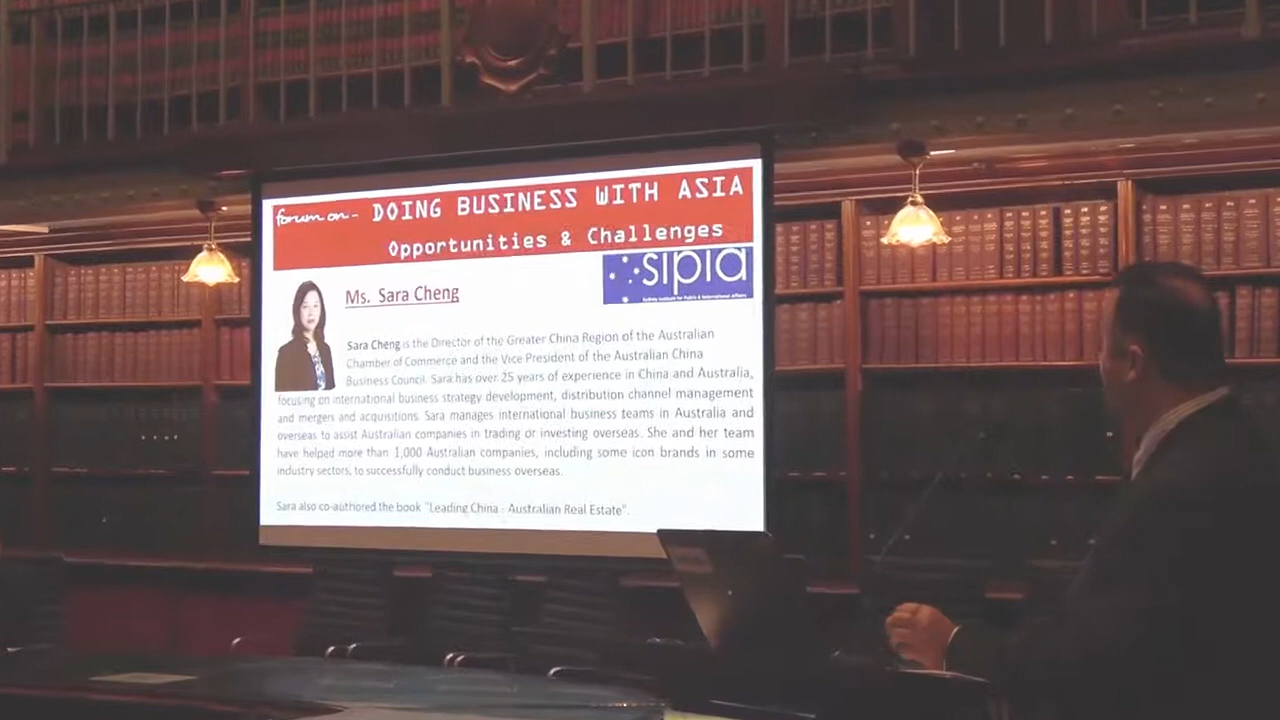 forum on - DOING BUSINESS WITH ASIA
Opportunities & Challenges
sipia
Sydney Institute for Public & International Affairs
Ms. Sara Cheng
Sara Cheng is the Director of the Greater China Region of the Australian
Chamber of Commerce and the Vice President of the Australian China
Business Council. Sara has over 25 years of experience in China and Australia,
focusing on international business strategy development, distribution channel management
and mergers and acquisitions. Sara manages international business teams in Australia and
overseas to assist Australian companies in trading or investing overseas. She and her team
have helped more than 1,000 Australian companies, including some icon brands in some
industry sectors, to successfully conduct business overseas.
Sara also co-authored the book "Leading China - Australian Real Estate".